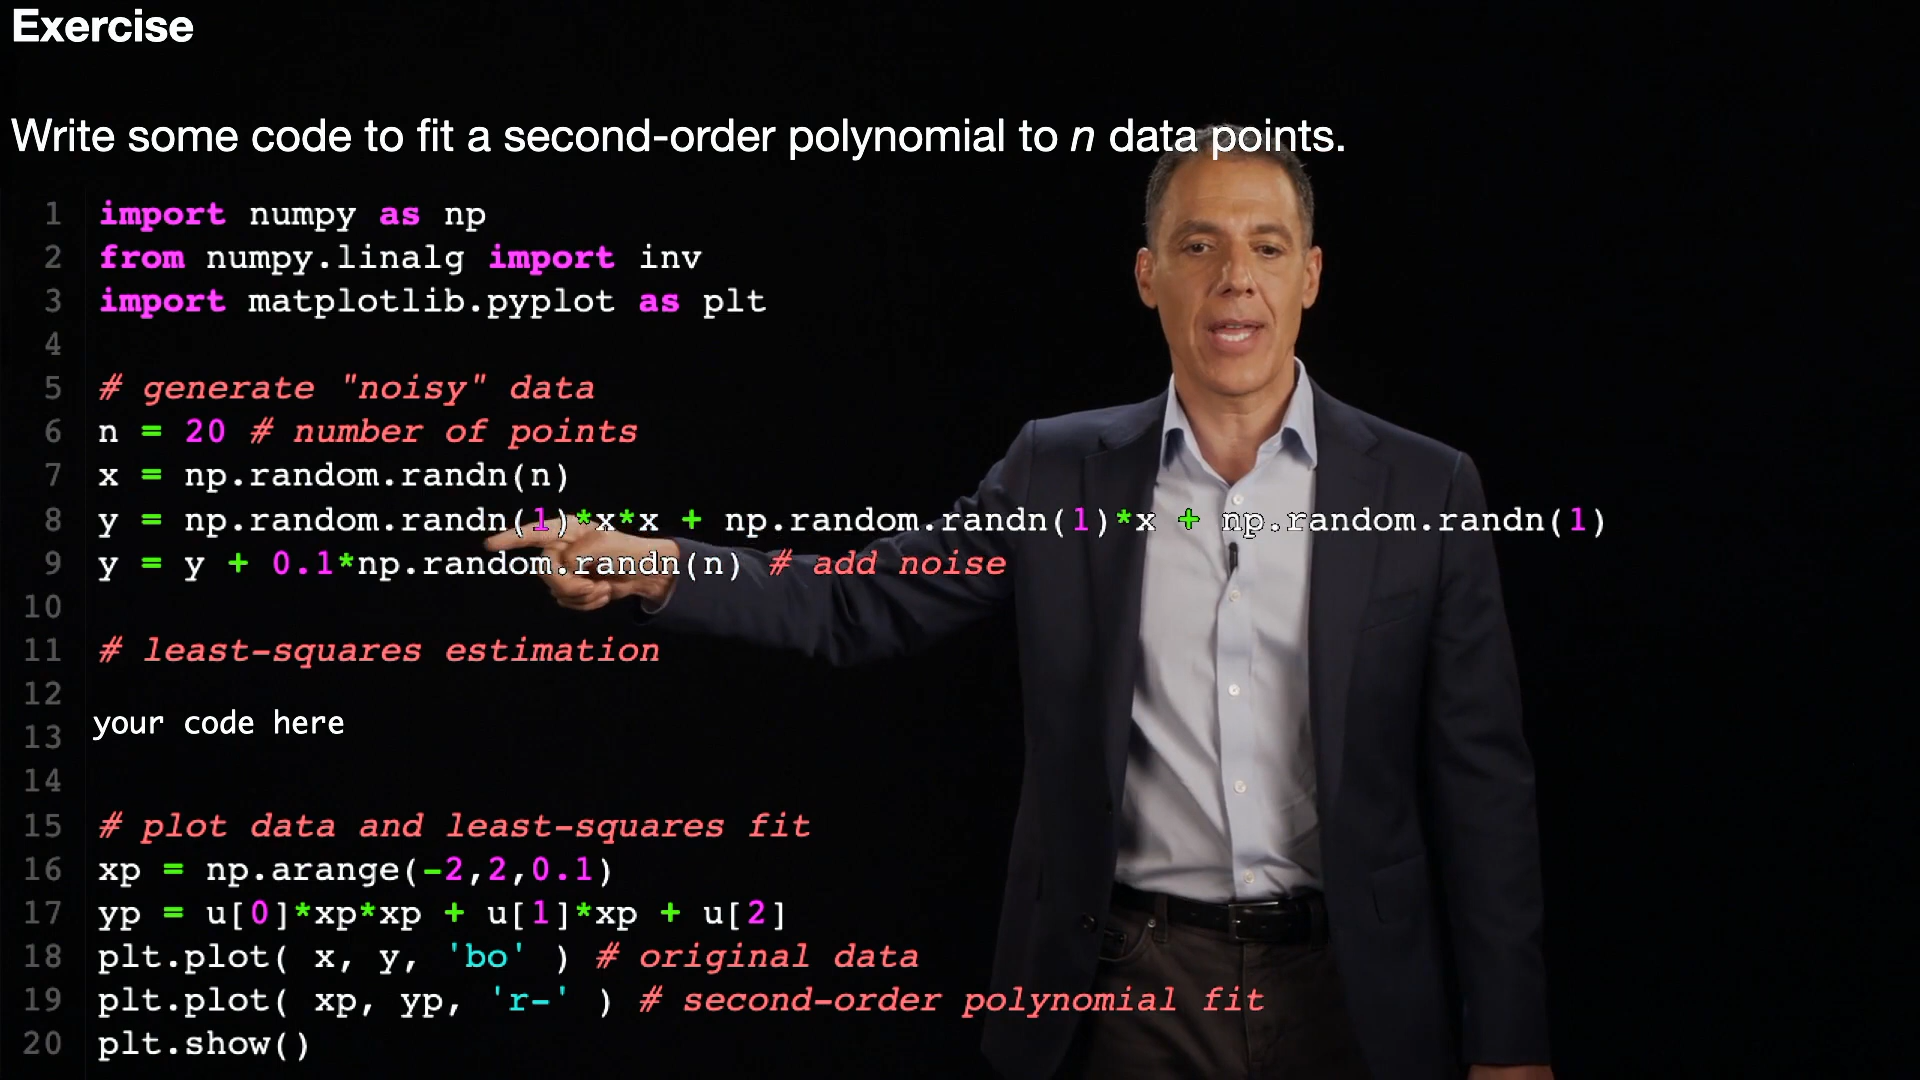 Exercise
Write some code to fit a second-order polynomial to n data points.
1 import numpy as np
2 from numpy.linalg import inv
3 import matplotlib.pyplot as plt
4
5 # generate "noisy" data
6 n = 20 # number of points
7 x = np.random.randn(n)
8 y = np.random.randn(1)*x*x + np.random.randn(1)*x + np.random.randn(1)
9 y = y + 0.1*np.random.randn(n) # add noise
10
11 # least-squares estimation
12
your code here
13
14
15 # plot data and least-squares fit
16 xp = np.arange(-2,2,0.1)
17 yp = u[0]*xp*xp + u[1]*xp + u[2]
18 plt.plot( x, y, 'bo' ) # original data
19 plt.plot( xp, yp, 'r-' ) # second-order polynomial fit
20 plt.show()